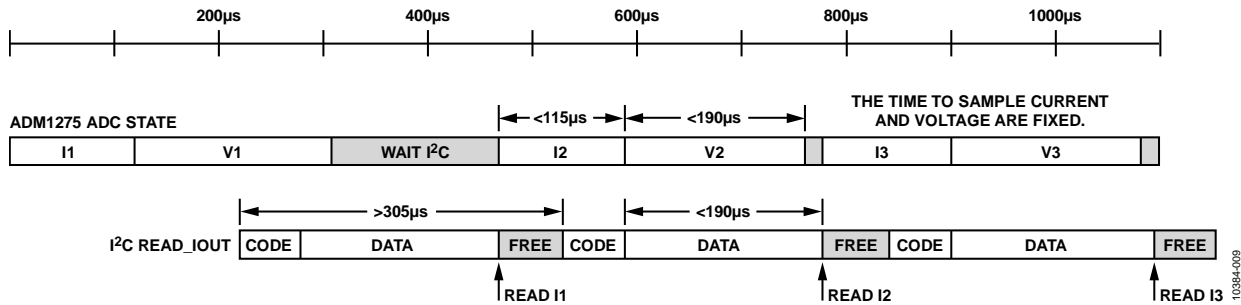 200µs 400µs 600µs 800µs 1000µs
ADM1275 ADC STATE
<115µs
<190µs
THE TIME TO SAMPLE CURRENT
AND VOLTAGE ARE FIXED.
I1 V1 WAIT I²C I2 V2 I3 V3
>305µs
<190µs
I²C READ_IOUT CODE DATA FREE CODE DATA FREE CODE DATA FREE
READ I1 READ I2 READ I3
10384-009